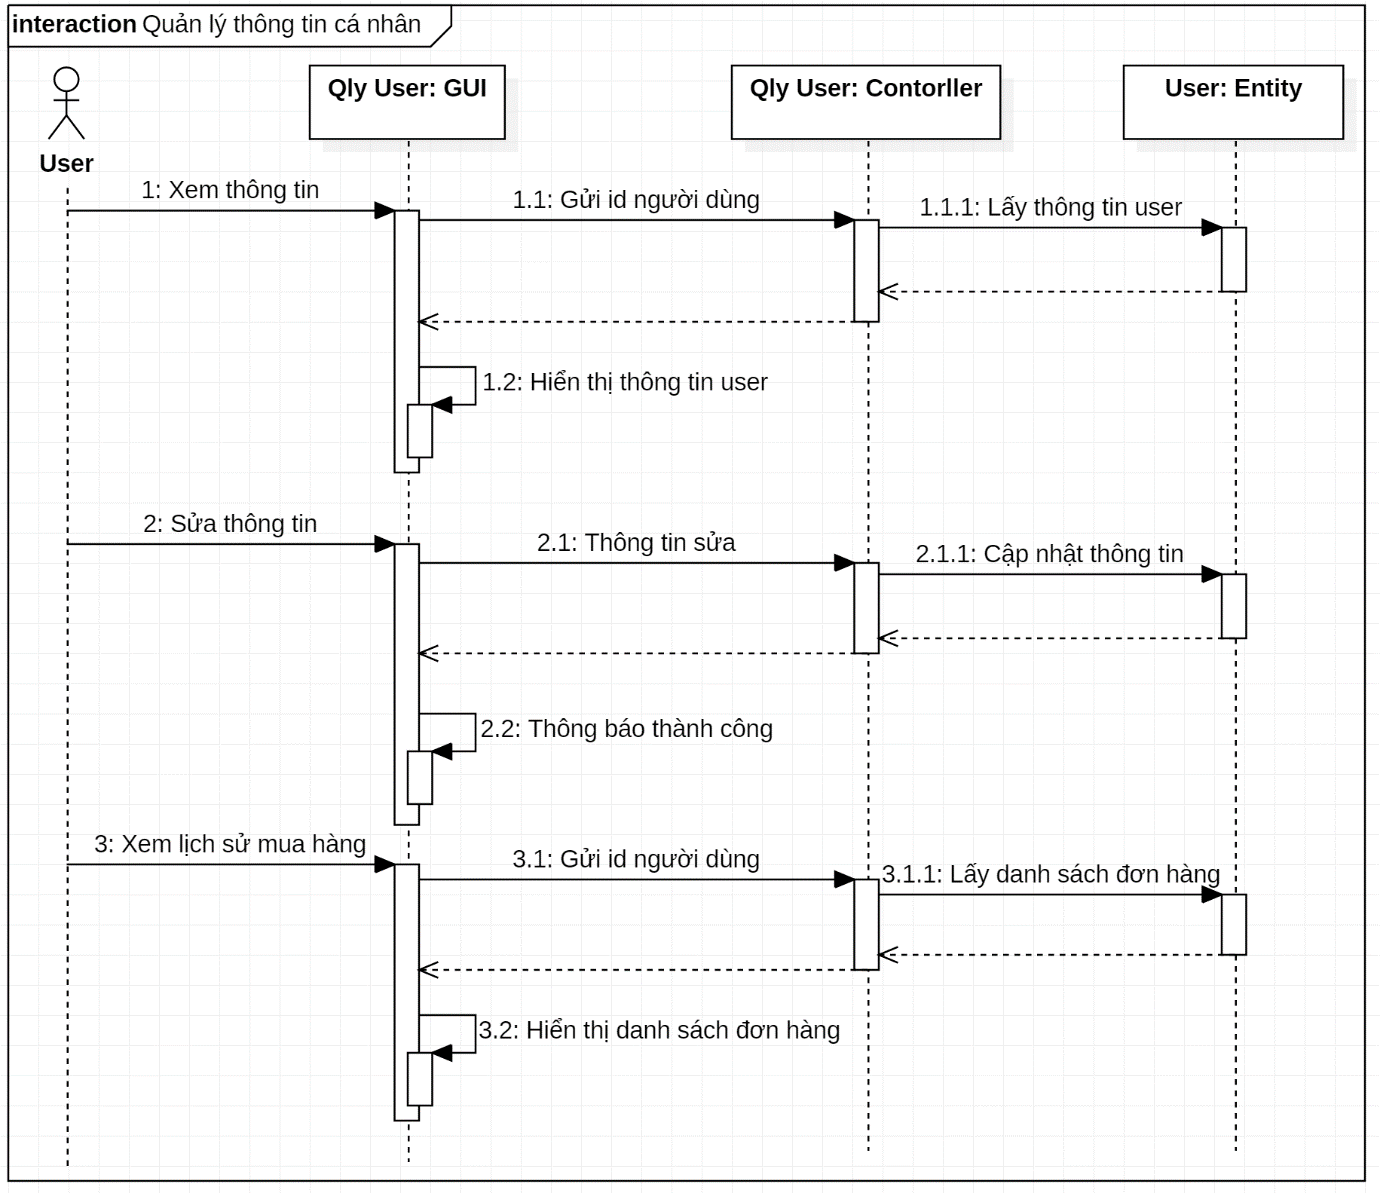 interaction Quản lý thông tin cá nhân
Qly User: GUI
Qly User: Contorller
User: Entity
User
1: Xem thông tin
1.1: Gửi id người dùng
1.1.1: Lấy thông tin user
1.2: Hiển thị thông tin user
2: Sửa thông tin
2.1: Thông tin sửa
2.1.1: Cập nhật thông tin
2.2: Thông báo thành công
3: Xem lịch sử mua hàng
3.1: Gửi id người dùng
3.1.1: Lấy danh sách đơn hàng
3.2: Hiển thị danh sách đơn hàng